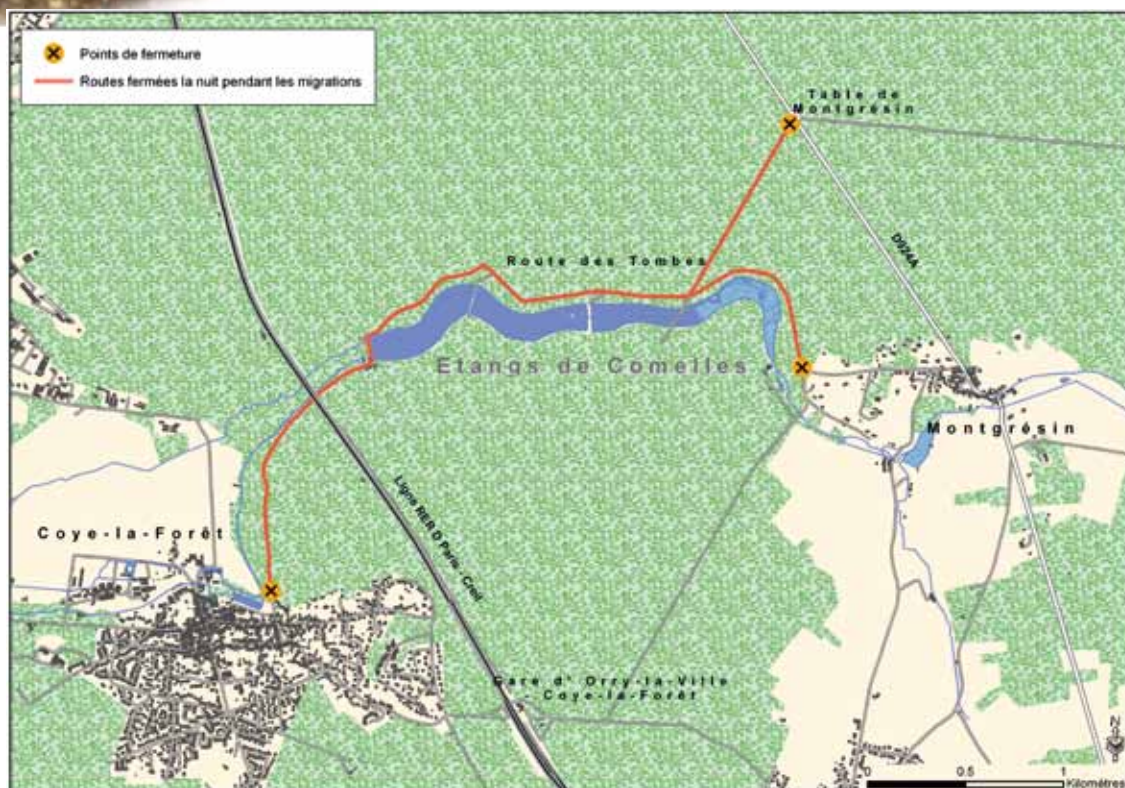 Points de fermeture
Routes fermées la nuit pendant les migrations
Table de
Montgrésin
D924A
Route des Tombes
Etangs de Comelles
Montgrésin
Ligne RER D Paris - Creil
Coye-la-Forêt
Gare d' Orry-la-Ville
- Coye-la-Forêt
N
0 0.5 1
Kilomètres